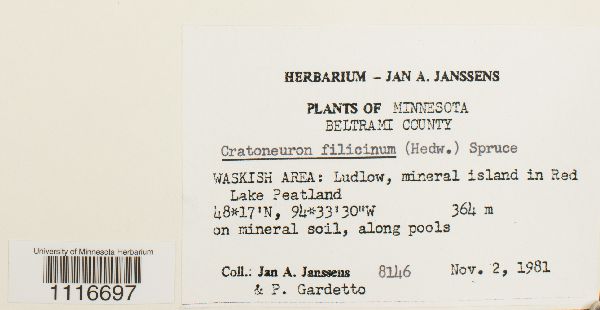 HERBARIUM – JAN A. JANSSENS
PLANTS OF MINNESOTA
BELTRAMI COUNTY
Cratoneuron filicinum (Hedw.) Spruce
WASKISH AREA: Ludlow, mineral island in Red
Lake Peatland
48*17'N, 94*33'30"W 364 m
on mineral soil, along pools
Coll.: Jan A. Janssens 8146 Nov. 2, 1981
& P. Gardetto
University of Minnesota Herbarium
1116697